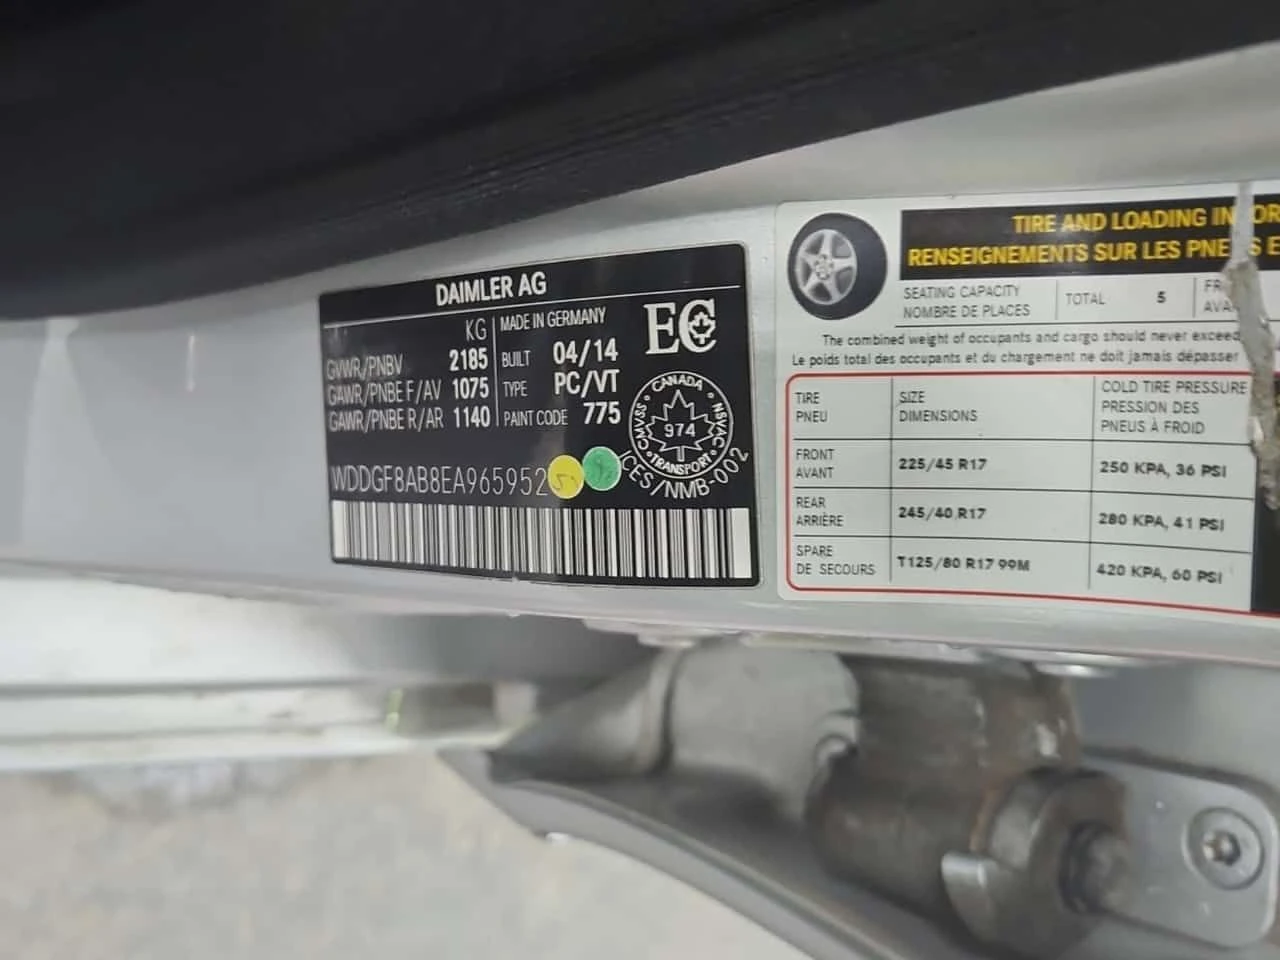 DAIMLER AG
KG
GVWR/PNBV 2185
GAWR/PNBE F/AV 1075
GAWR/PNBE R/AR 1140
MADE IN GERMANY
BUILT 04/14
TYPE PC/VT
PAINT CODE 775
EC
CANADA
NSVAC
TRANSPORT
CMVSS
974
WDDGF8AB8EA965952
ICES/NMB-002
TIRE AND LOADING
RENSEIGNEMENTS SUR LES
SEATING CAPACITY
NOMBRE DE PLACES
TOTAL 5
The combined weight of occupants and cargo should never exceed
Le poids total des occupants et du chargement ne doit jamais dépasser
TIRE
PNEU
SIZE
DIMENSIONS
COLD TIRE PRESSURE
PRESSION DES
PNEUS À FROID
FRONT
AVANT
225/45 R17
250 KPA, 36 PSI
REAR
ARRIÈRE
245/40 R17
280 KPA, 41 PSI
SPARE
DE SECOURS
T125/80 R17 99M
420 KPA, 60 PSI